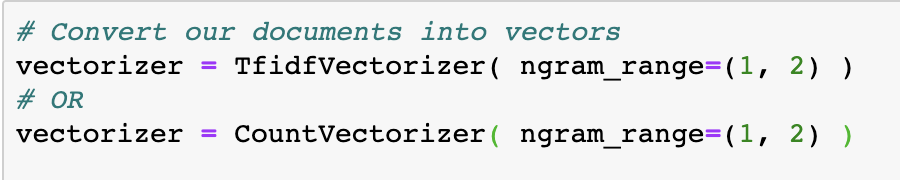 # Convert our documents into vectors
vectorizer = TfidfVectorizer( ngram_range=(1, 2) )
# OR
vectorizer = CountVectorizer( ngram_range=(1, 2) )